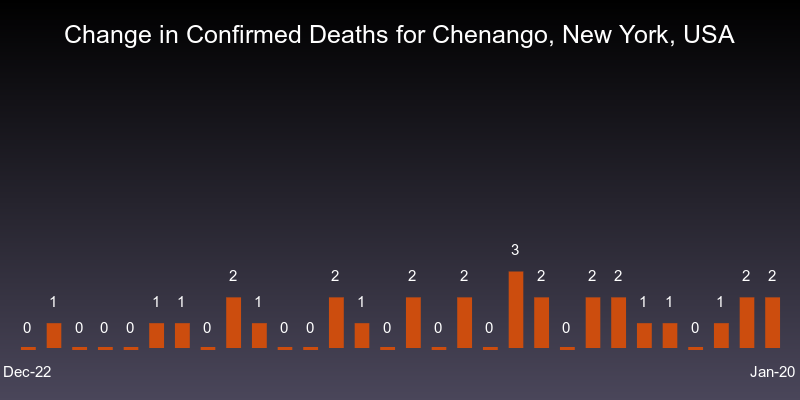 Change in Confirmed Deaths for Chenango, New York, USA
3
2 2 2 2 2 2 2 2 2
1 1 1 1 1 1 1 1
0 0 0 0 0 0 0 0 0 0 0 0
Dec-22 Jan-20